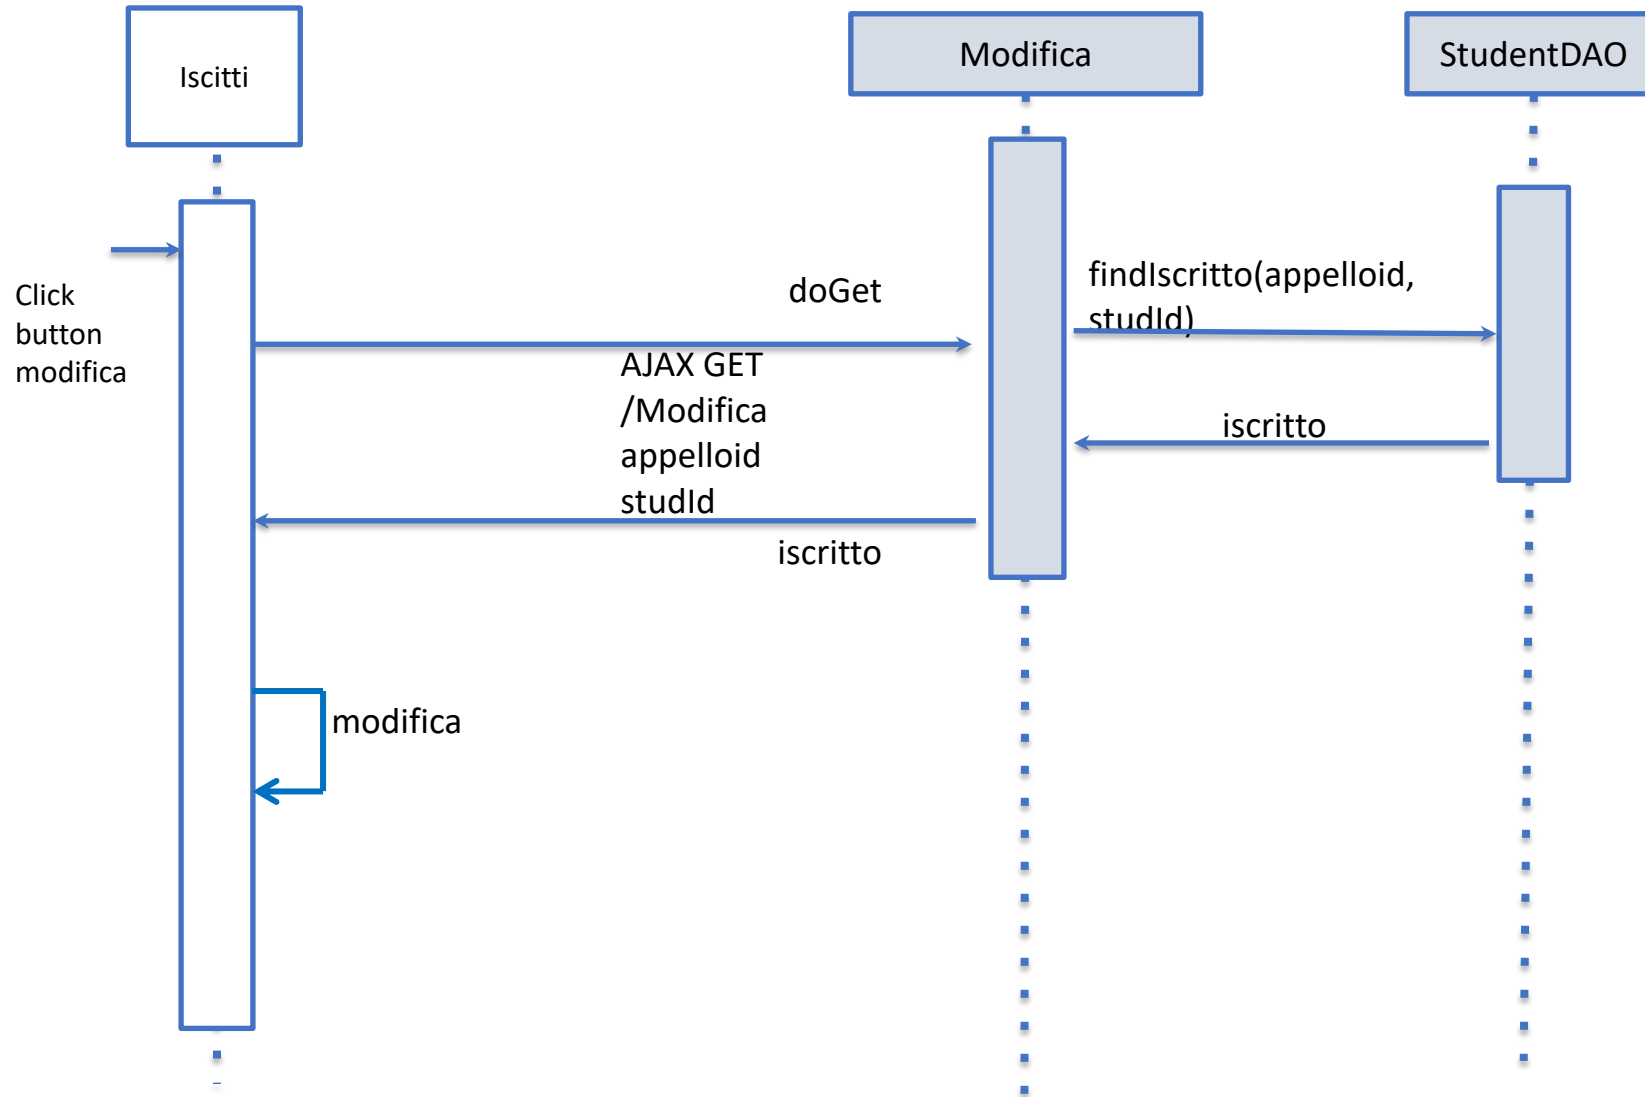 Iscitti
Modifica
StudentDAO
Click
button
modifica
doGet
findIscritto(appelloid,
studId)
AJAX GET
/Modifica
appelloid
studId
iscritto
iscritto
modifica